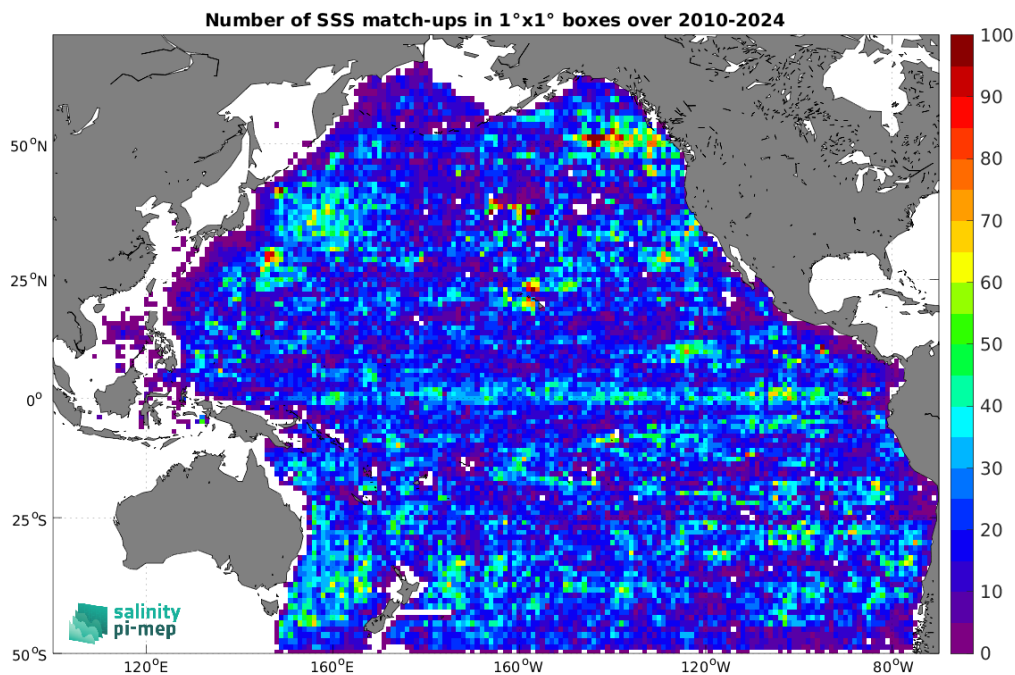 Number of SSS match-ups in 1°x1° boxes over 2010-2024
100
90
80
70
60
50
40
30
20
10
0
50°N
25°N
0°
25°S
50°S
120°E
160°E
160°W
120°W
80°W
salinity
pi-mep